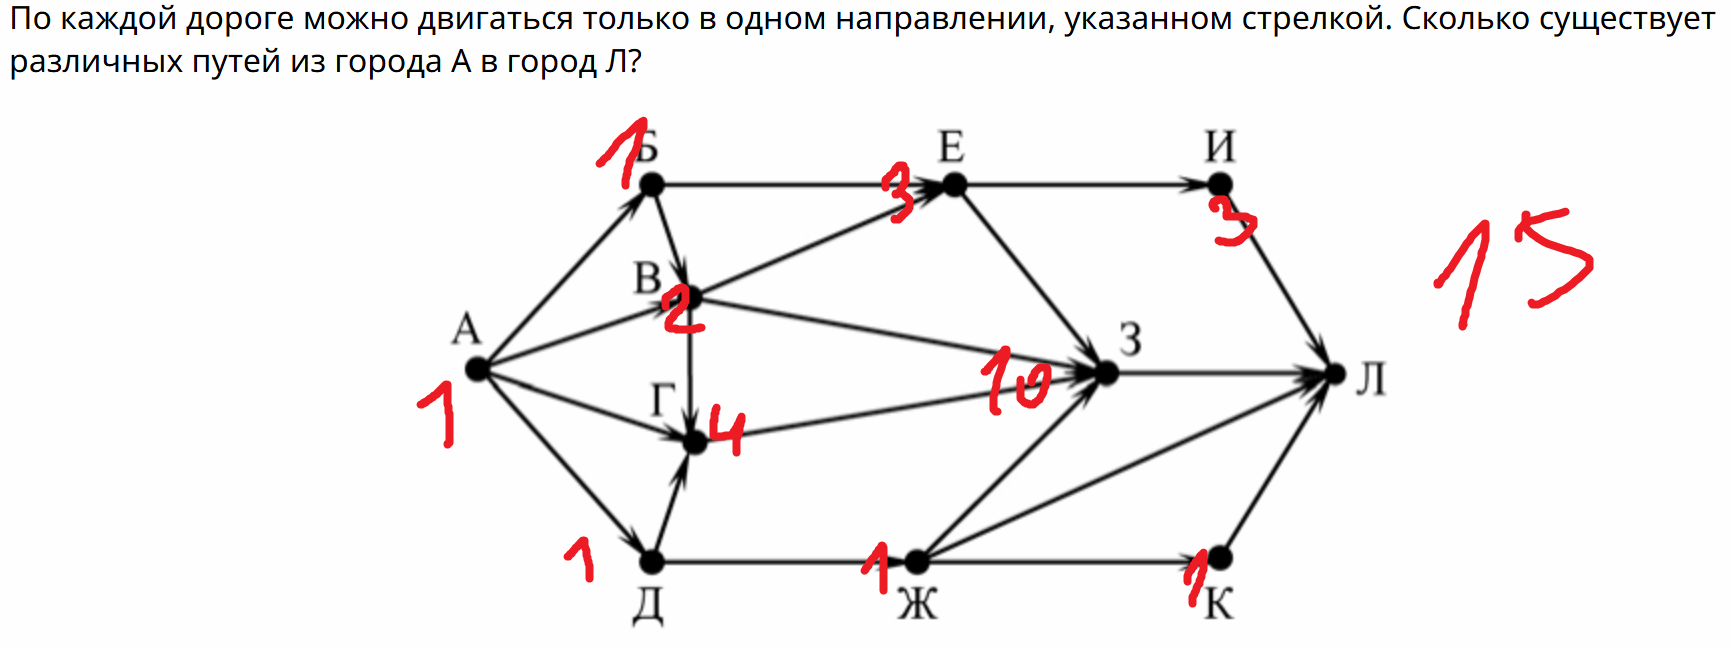 По каждой дороге можно двигаться только в одном направлении, указанном стрелкой. Сколько существует
различных путей из города А в город Л?
1 Б
3 Е
И
3
В
2
15
А
1
Г
4
10
З
Л
1
Д
1
Ж
1
К